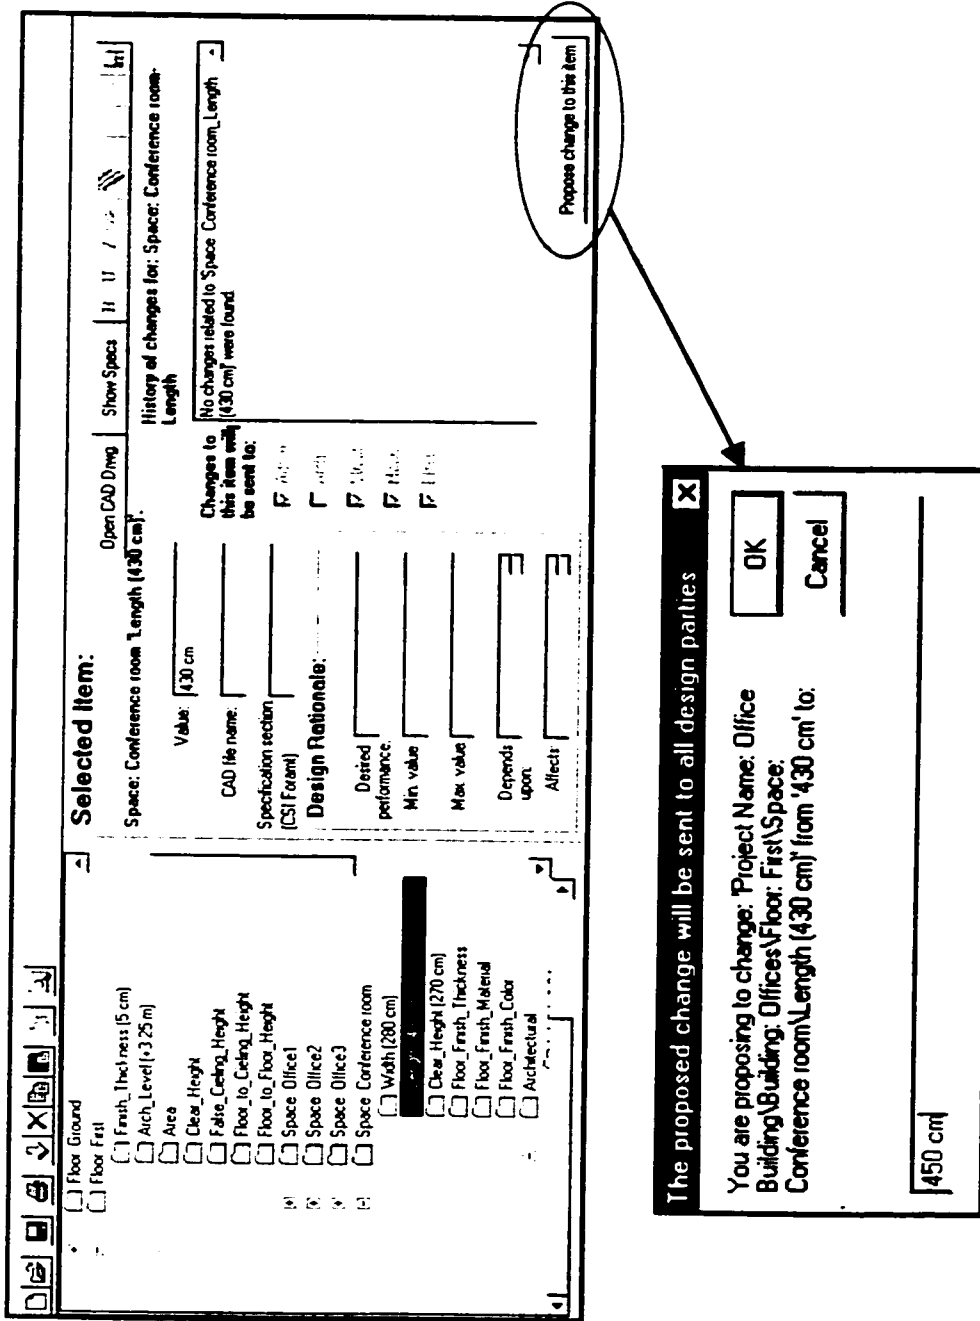 Floor Ground
Floor First
Finish_Thickness (5 cm)
Arch_Level (+3.25 m)
Area
Clear_Height
False_Cieling_Height
Floor_to_Cieling_Height
Floor_to_Floor_Height
Space Office1
Space Office2
Space Office3
Space Conference room
Width (280 cm)
Clear_Height (270 cm)
Floor_Finish_Thickness
Floor_Finish_Material
Floor_Finish_Color
Architectural
Selected Item:
Open CAD Drwg
Show Specs
Space: Conference room 'Length (430 cm)'.
Value: 430 cm
CAD file name:
Specification section
(CSI Foramt)
Design Rationale:
Desired
performance.
Min. value
Max value
Depends
upon:
Affects:
Changes to
this item will
be sent to:
History of changes for: Space: Conference room-
Length
No changes related to 'Space Conference room_Length
(430 cm)' were found
Propose change to this item
The proposed change will be sent to all design parties
You are proposing to change: 'Project Name: Office
Building\Building: Offices\Floor: First\Space:
Conference room\Length (430 cm)' from '430 cm' to:
OK
Cancel
450 cm